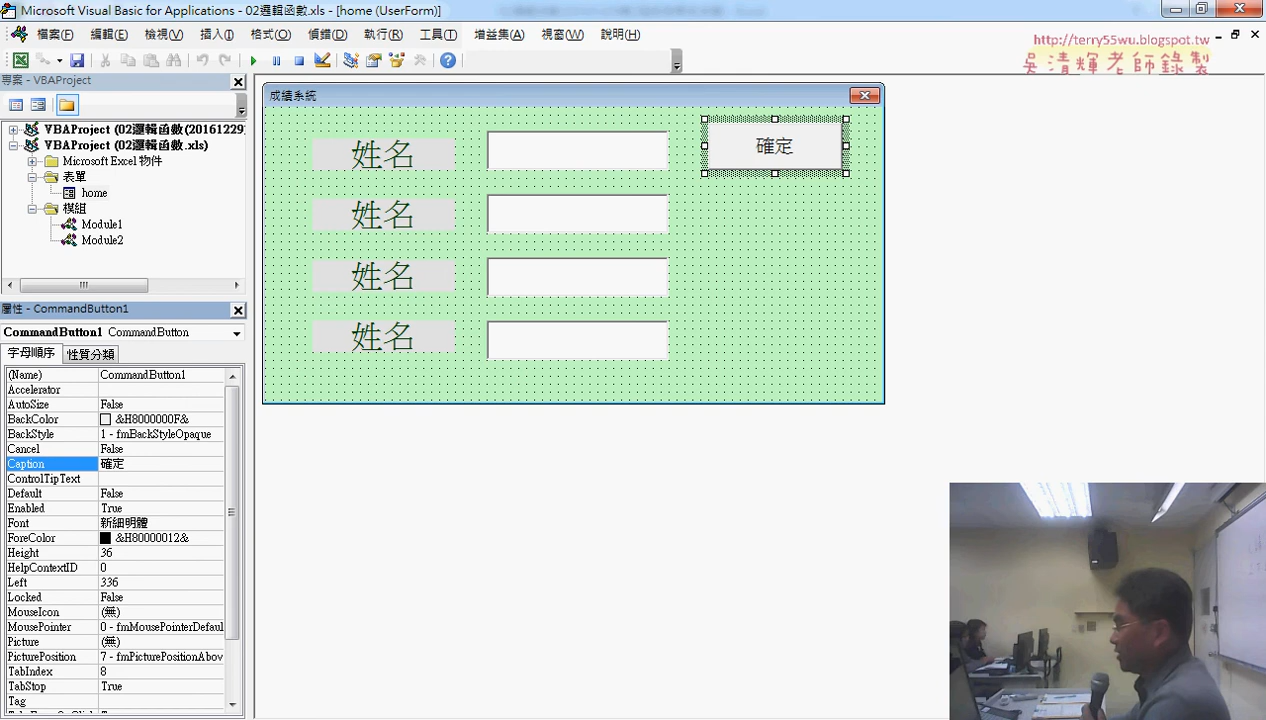 Microsoft Visual Basic for Applications - 02邏輯函數.xls - [home (UserForm)]
檔案(F) 編輯(E) 檢視(V) 插入(I) 格式(O) 偵錯(D) 執行(R) 工具(T) 增益集(A) 視窗(W) 說明(H)
http://terry55wu.blogspot.tw
吳清輝老師錄製
專案 - VBAProject
VBAProject (02邏輯函數(20161229
VBAProject (02邏輯函數.xls)
Microsoft Excel 物件
表單
home
模組
Module1
Module2
屬性 - CommandButton1
CommandButton1 CommandButton
字母順序 性質分類
(Name) CommandButton1
Accelerator
AutoSize False
BackColor &H8000000F&
BackStyle 1 - fmBackStyleOpaque
Cancel False
Caption 確定
ControlTipText
Default False
Enabled True
Font 新細明體
ForeColor &H80000012&
Height 36
HelpContextID 0
Left 336
Locked False
MouseIcon (無)
MousePointer 0 - fmMousePointerDefaul
Picture (無)
PicturePosition 7 - fmPicturePositionAbov
TabIndex 8
TabStop True
Tag
成績系統
姓名
姓名
姓名
姓名
確定